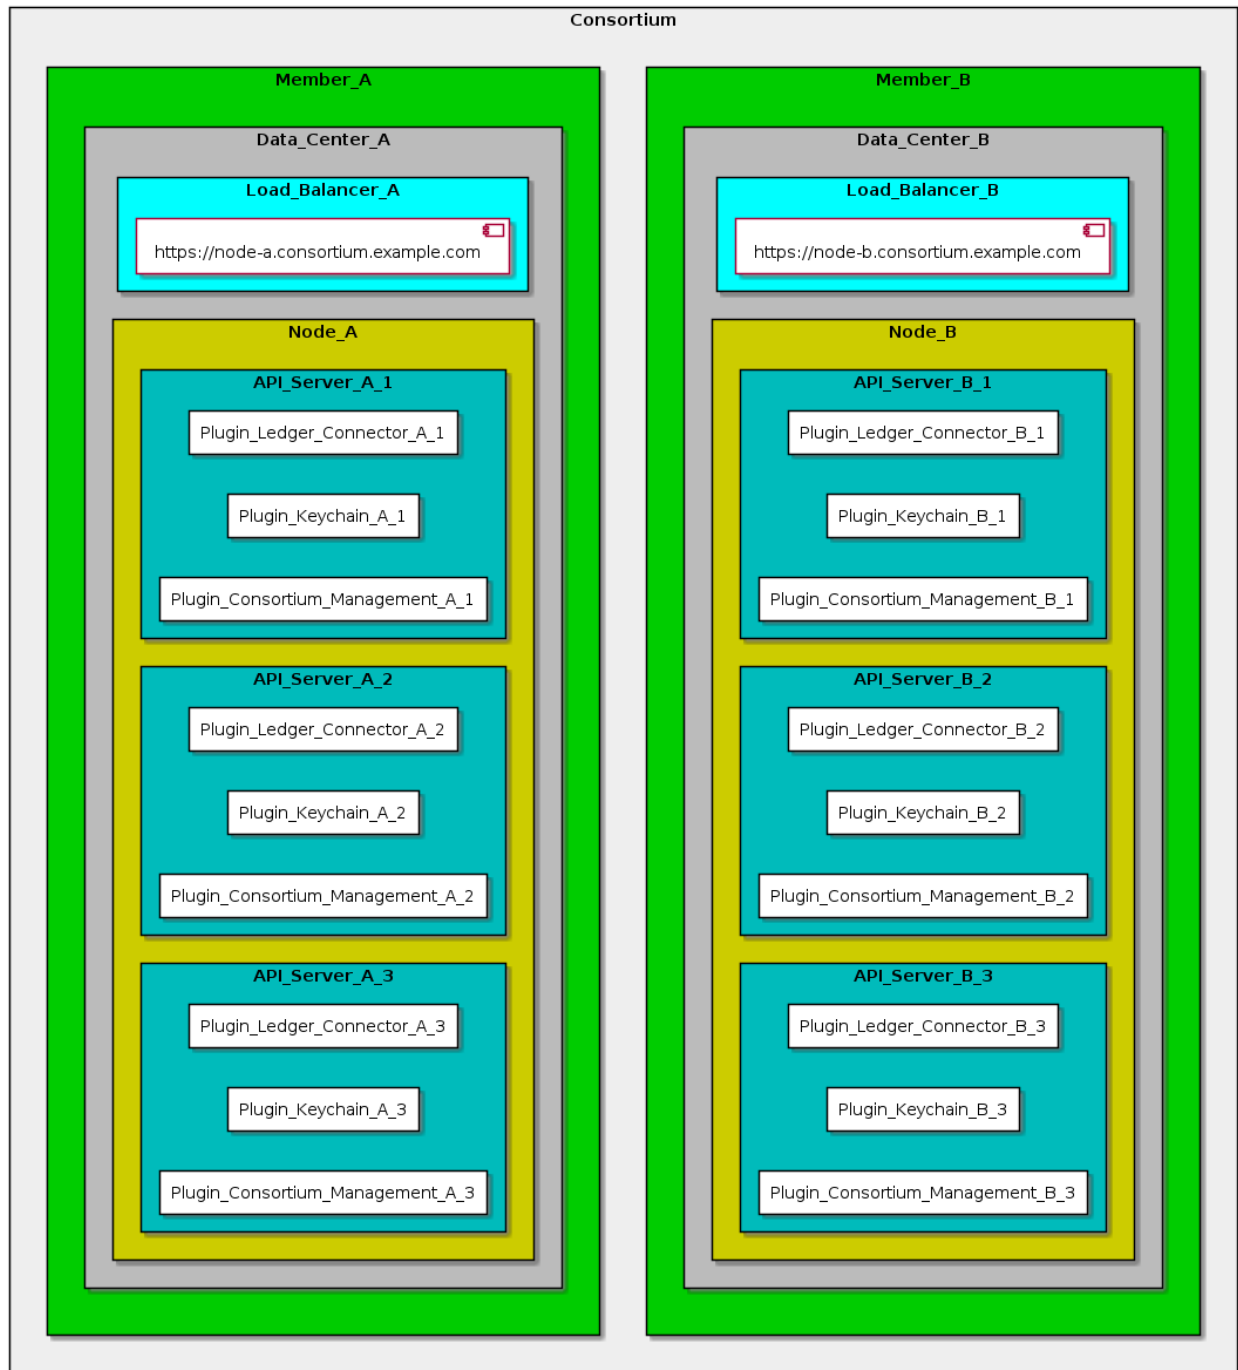 Consortium
Member_A
Data_Center_A
Load_Balancer_A
https://node-a.consortium.example.com
Node_A
API_Server_A_1
Plugin_Ledger_Connector_A_1
Plugin_Keychain_A_1
Plugin_Consortium_Management_A_1
API_Server_A_2
Plugin_Ledger_Connector_A_2
Plugin_Keychain_A_2
Plugin_Consortium_Management_A_2
API_Server_A_3
Plugin_Ledger_Connector_A_3
Plugin_Keychain_A_3
Plugin_Consortium_Management_A_3
Member_B
Data_Center_B
Load_Balancer_B
https://node-b.consortium.example.com
Node_B
API_Server_B_1
Plugin_Ledger_Connector_B_1
Plugin_Keychain_B_1
Plugin_Consortium_Management_B_1
API_Server_B_2
Plugin_Ledger_Connector_B_2
Plugin_Keychain_B_2
Plugin_Consortium_Management_B_2
API_Server_B_3
Plugin_Ledger_Connector_B_3
Plugin_Keychain_B_3
Plugin_Consortium_Management_B_3